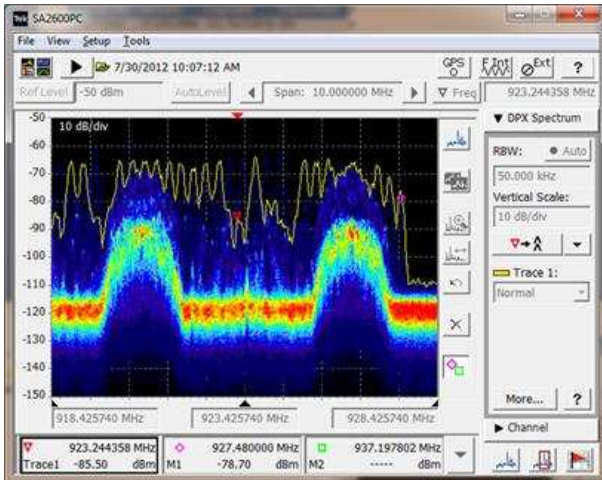 Tek SA2600PC
File View Setup Tools
7/30/2012 10:07:12 AM GPS F Int Ext ?
Ref Level -50 dBm AutoLevel Span: 10.000000 MHz Freq 923.244358 MHz
10 dB/div
-50
-60
-70
-80
-90
-100
-110
-120
-130
-140
-150
918.425740 MHz 923.425740 MHz 928.425740 MHz
DPX Spectrum
RBW: Auto
50.000 kHz
Vertical Scale:
10 dB/div
Trace 1:
Normal
More... ?
Channel
923.244358 MHz 927.480000 MHz 937.197802 MHz
Trace1 -85.50 dBm M1 -78.70 dBm M2 ----- dBm